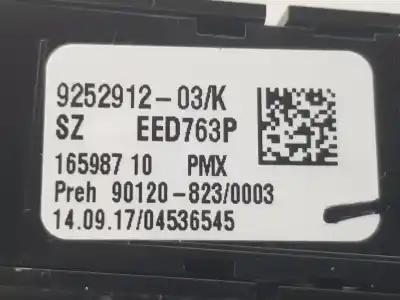 9252912-03/K
SZ EED763P
165987 10 PMX
Preh 90120-823/0003
14.09.17/04536545